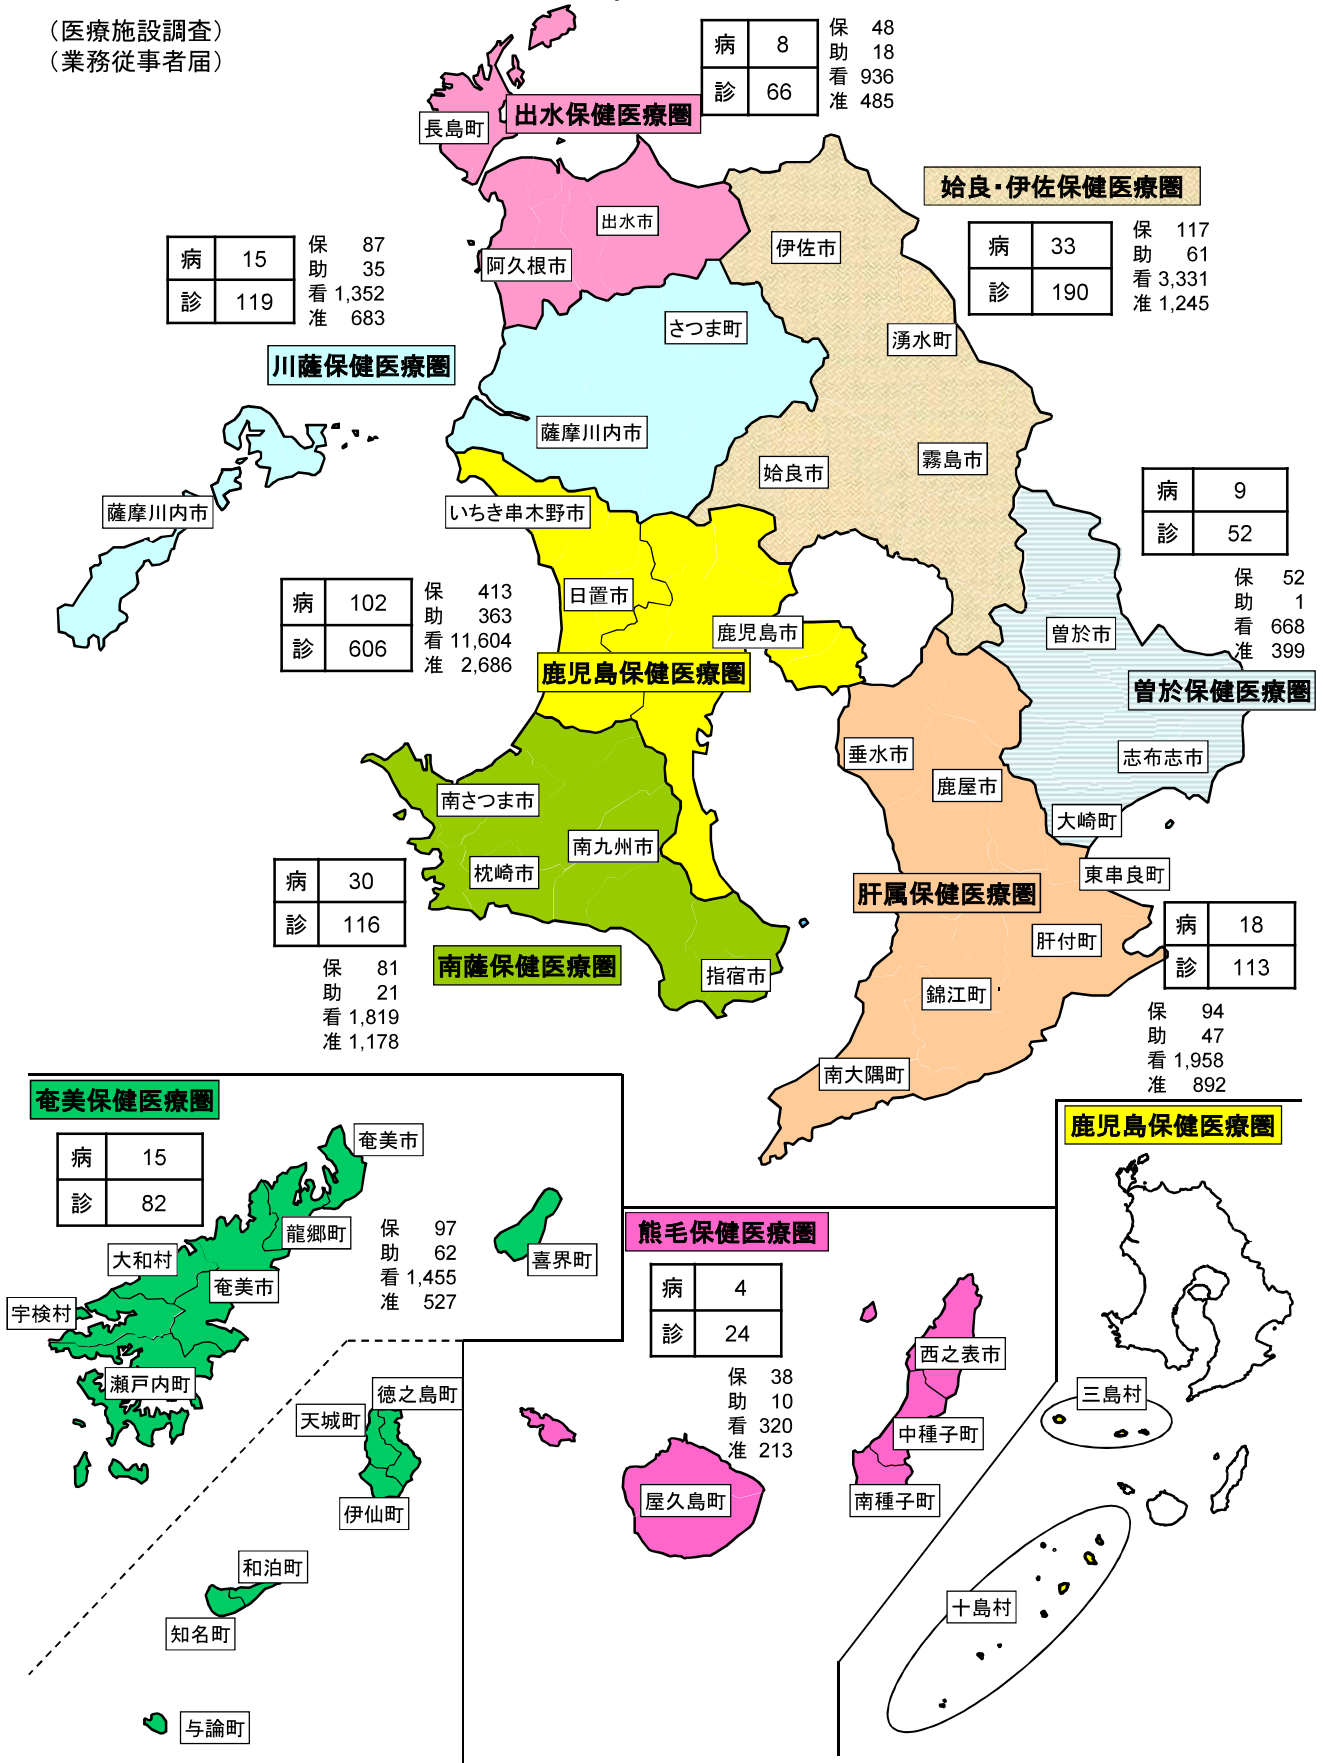 （医療施設調査）
（業務従事者届）
病 8
診 66
保 48
助 18
看 936
准 485
出水保健医療圏
長島町
出水市
阿久根市
姶良・伊佐保健医療圏
病 33
診 190
保 117
助 61
看 3,331
准 1,245
伊佐市
湧水町
霧島市
姶良市
病 15
診 119
保 87
助 35
看 1,352
准 683
川薩保健医療圏
さつま町
薩摩川内市
薩摩川内市
いちき串木野市
病 9
診 52
保 52
助 1
看 668
准 399
曽於市
曽於保健医療圏
志布志市
大崎町
病 102
診 606
保 413
助 363
看 11,604
准 2,686
日置市
鹿児島市
鹿児島保健医療圏
垂水市
鹿屋市
東串良町
肝属保健医療圏
肝付町
錦江町
南大隅町
病 18
診 113
保 94
助 47
看 1,958
准 892
南さつま市
南九州市
枕崎市
指宿市
病 30
診 116
南薩保健医療圏
保 81
助 21
看 1,819
准 1,178
奄美保健医療圏
病 15
診 82
保 97
助 62
看 1,455
准 527
奄美市
龍郷町
大和村
奄美市
宇検村
瀬戸内町
喜界町
徳之島町
天城町
伊仙町
和泊町
知名町
与論町
熊毛保健医療圏
病 4
診 24
保 38
助 10
看 320
准 213
西之表市
中種子町
南種子町
屋久島町
鹿児島保健医療圏
三島村
十島村